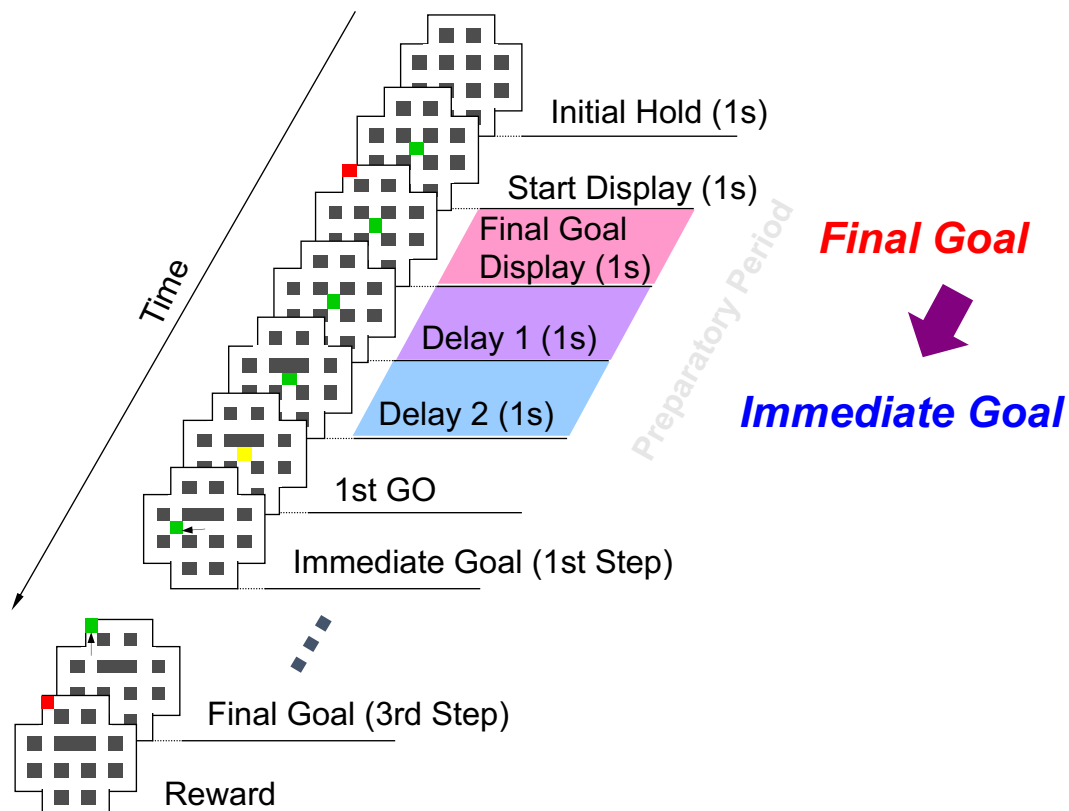 Initial Hold (1s)
Start Display (1s)
Final Goal
Display (1s)
Delay 1 (1s)
Delay 2 (1s)
1st GO
Immediate Goal (1st Step)
Final Goal (3rd Step)
Reward
Time
Preparatory Period
Final Goal
Immediate Goal